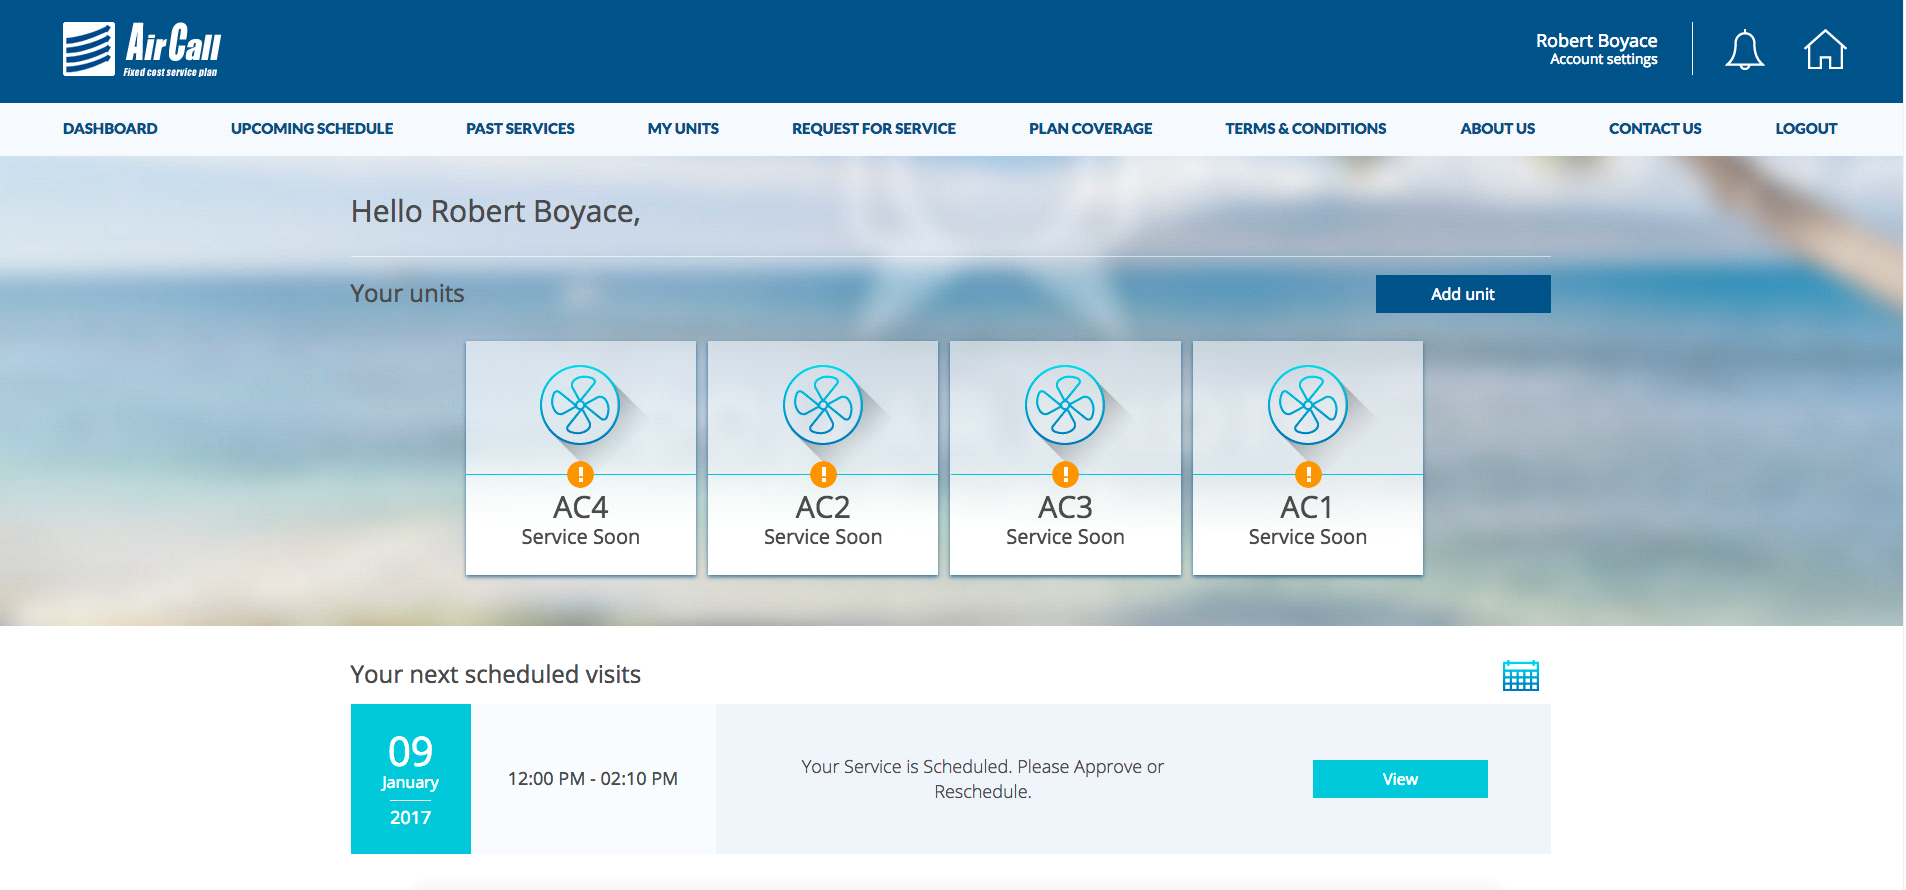 AirCall
Fixed cost service plan
Robert Boyace
Account settings
DASHBOARD
UPCOMING SCHEDULE
PAST SERVICES
MY UNITS
REQUEST FOR SERVICE
PLAN COVERAGE
TERMS & CONDITIONS
ABOUT US
CONTACT US
LOGOUT
Hello Robert Boyace,
Your units
Add unit
AC4
Service Soon
AC2
Service Soon
AC3
Service Soon
AC1
Service Soon
Your next scheduled visits
09
January
2017
12:00 PM - 02:10 PM
Your Service is Scheduled. Please Approve or
Reschedule.
View